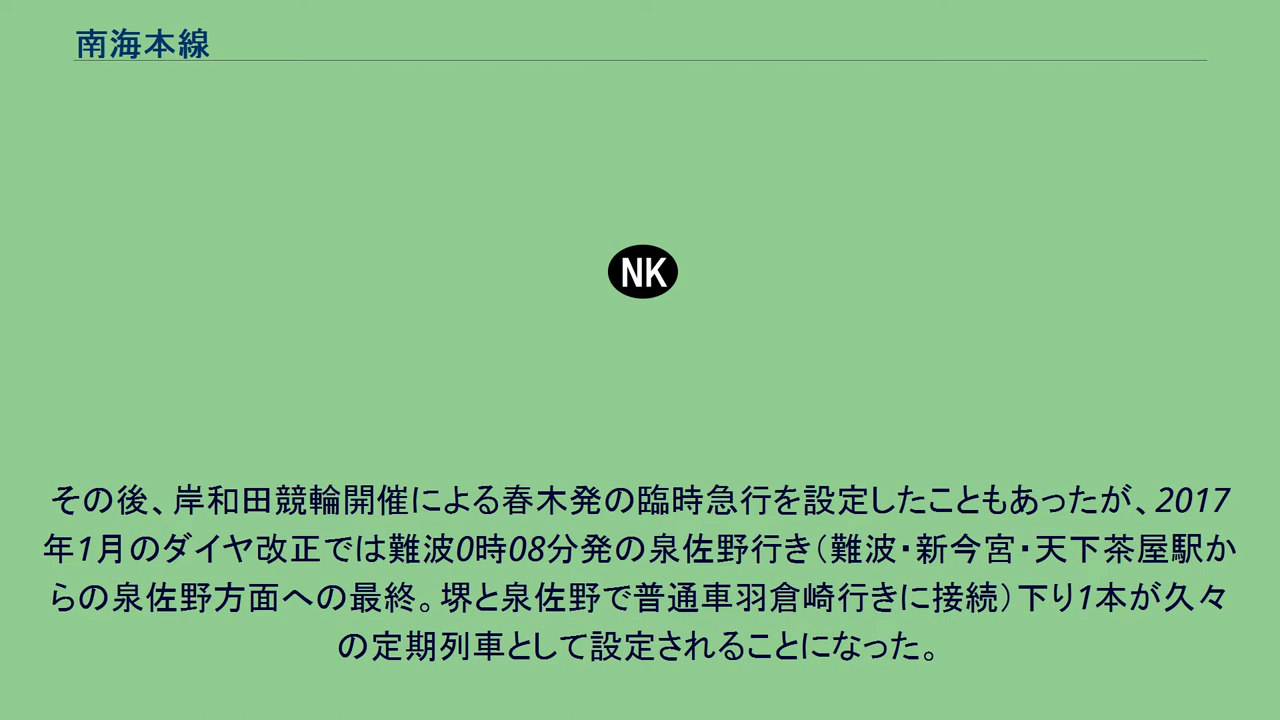 南海本線
NK
その後、岸和田競輪開催による春木発の臨時急行を設定したこともあったが、2017
年1月のダイヤ改正では難波0時08分発の泉佐野行き（難波・新今宮・天下茶屋駅か
らの泉佐野方面への最終。堺と泉佐野で普通車羽倉崎行きに接続）下り1本が久々
の定期列車として設定されることになった。